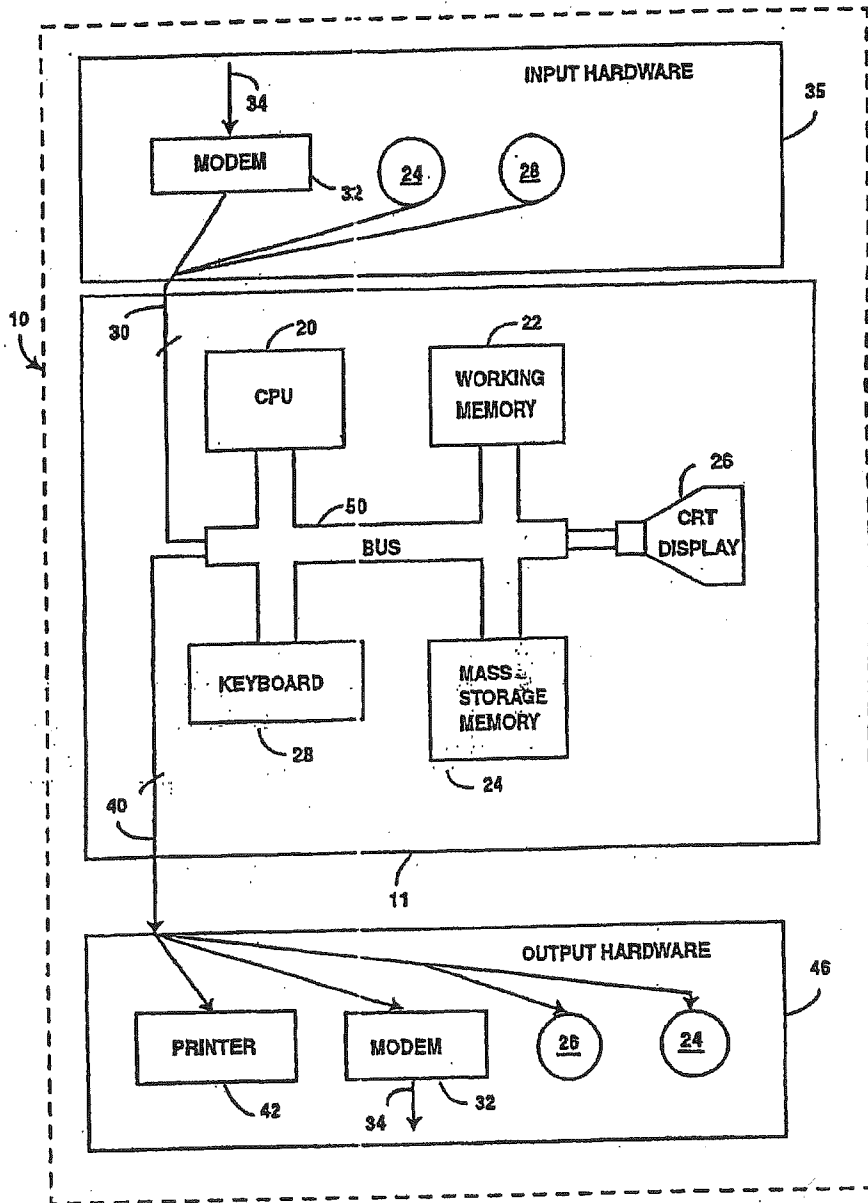 INPUT HARDWARE
34
35
MODEM
32
24
28
10
30
20
22
CPU
WORKING
MEMORY
26
50
CRT
DISPLAY
BUS
KEYBOARD
MASS
STORAGE
MEMORY
28
24
40
11
OUTPUT HARDWARE
46
PRINTER
MODEM
26
24
42
34
32